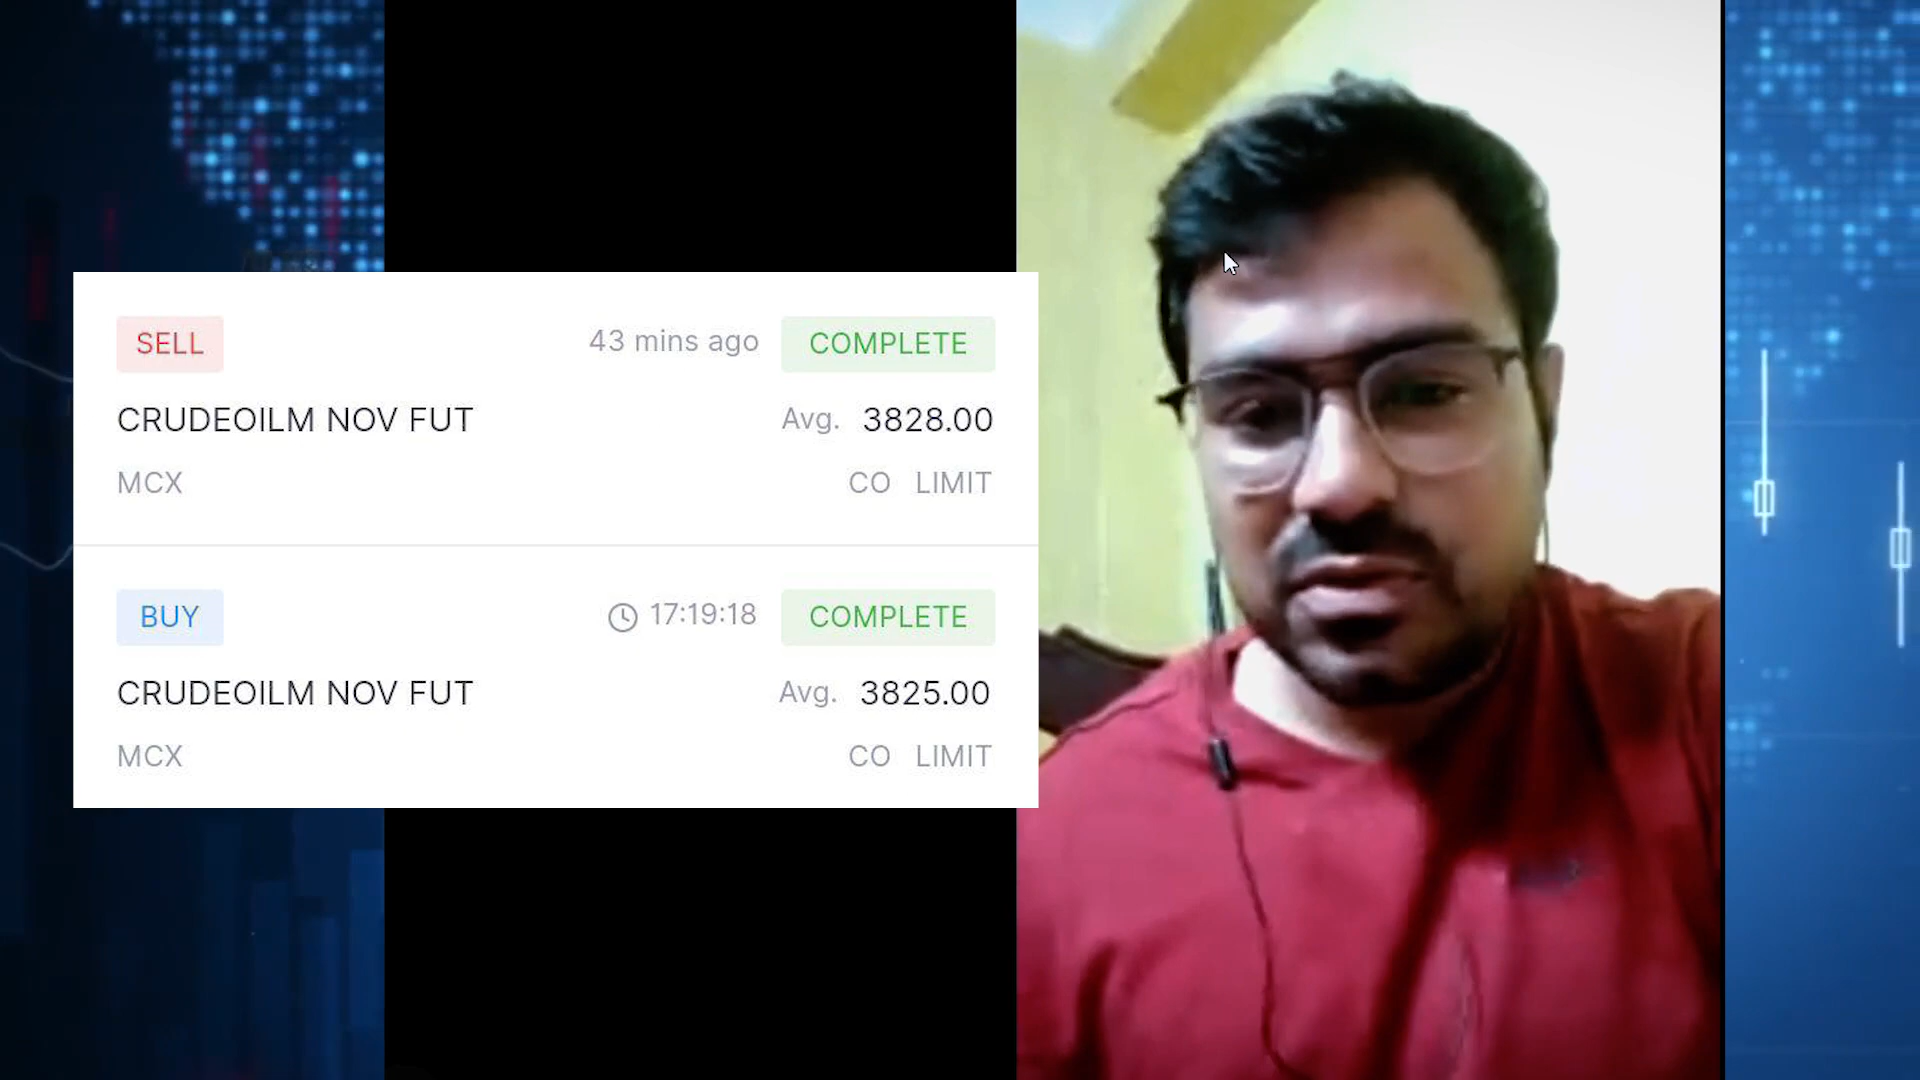 SELL 43 mins ago COMPLETE
CRUDEOILM NOV FUT Avg. 3828.00
MCX CO LIMIT
BUY 17:19:18 COMPLETE
CRUDEOILM NOV FUT Avg. 3825.00
MCX CO LIMIT